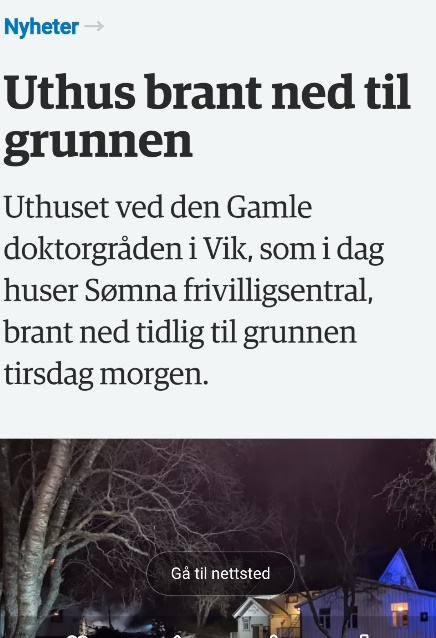 Nyheter →
Uthus brant ned til
grunnen
Uthuset ved den Gamle
doktorgråden i Vik, som i dag
huser Sømna frivilligsentral,
brant ned tidlig til grunnen
tirsdag morgen.
Gå til nettsted